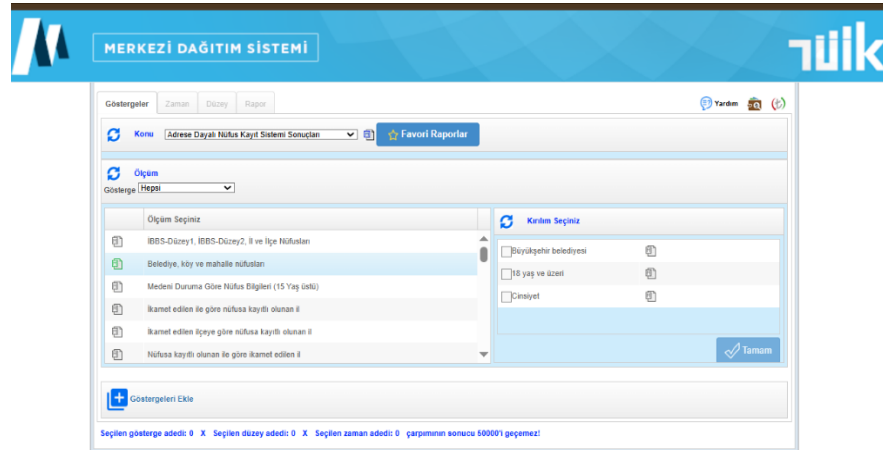 MERKEZİ DAĞITIM SİSTEMİ
TÜİK
Göstergeler Zaman Düzey Rapor Yardım
Konu Adrese Dayalı Nüfus Kayıt Sistemi Sonuçları Favori Raporlar
Ölçüm
Gösterge Hepsi
Ölçüm Seçiniz
İBBS-Düzey1, İBBS-Düzey2, İl ve İlçe Nüfusları
Belediye, köy ve mahalle nüfusları
Medeni Duruma Göre Nüfus Bilgileri (15 Yaş üstü)
İkamet edilen ile göre nüfusa kayıtlı olunan il
İkamet edilen ilçeye göre nüfusa kayıtlı olunan il
Nüfusa kayıtlı olunan ile göre ikamet edilen il
Kırılım Seçiniz
Büyükşehir belediyesi
18 yaş ve üzeri
Cinsiyet
Tamam
Göstergeleri Ekle
Seçilen gösterge adedi: 0 X Seçilen düzey adedi: 0 X Seçilen zaman adedi: 0 çarpımının sonucu 50000'i geçemez!